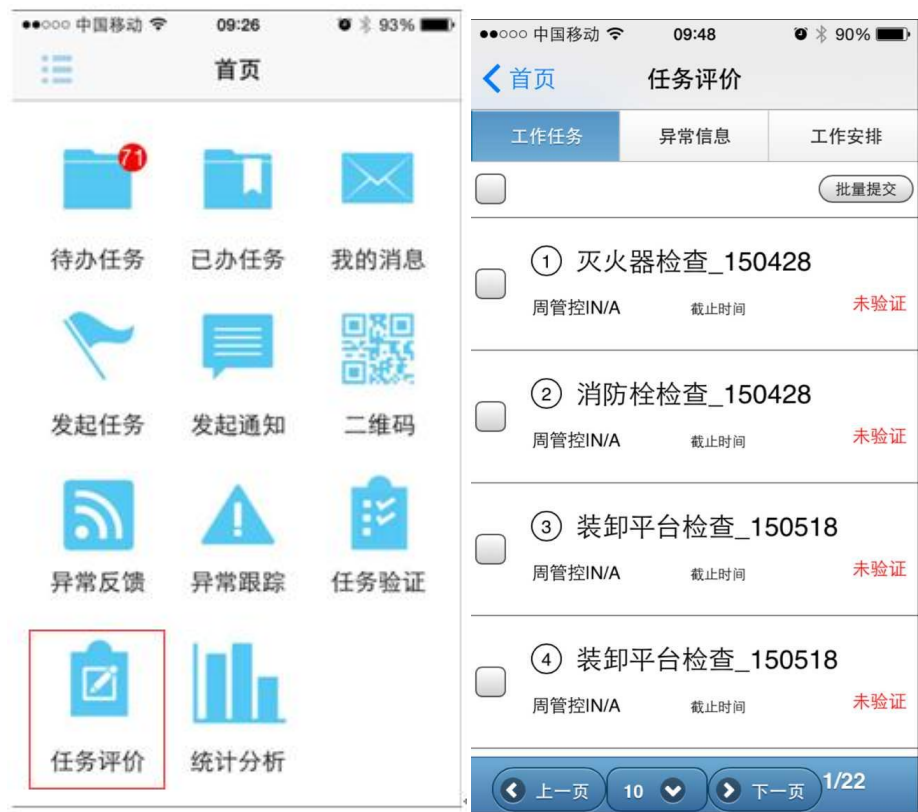 中国移动 09:26 93%
首页
71
待办任务 已办任务 我的消息
发起任务 发起通知 二维码
异常反馈 异常跟踪 任务验证
任务评价 统计分析
中国移动 09:48 90%
首页 任务评价
工作任务 异常信息 工作安排
批量提交
① 灭火器检查_150428
周管控IN/A 截止时间 未验证
② 消防栓检查_150428
周管控IN/A 截止时间 未验证
③ 装卸平台检查_150518
周管控IN/A 截止时间 未验证
④ 装卸平台检查_150518
周管控IN/A 截止时间 未验证
上一页 10 下一页 1/22